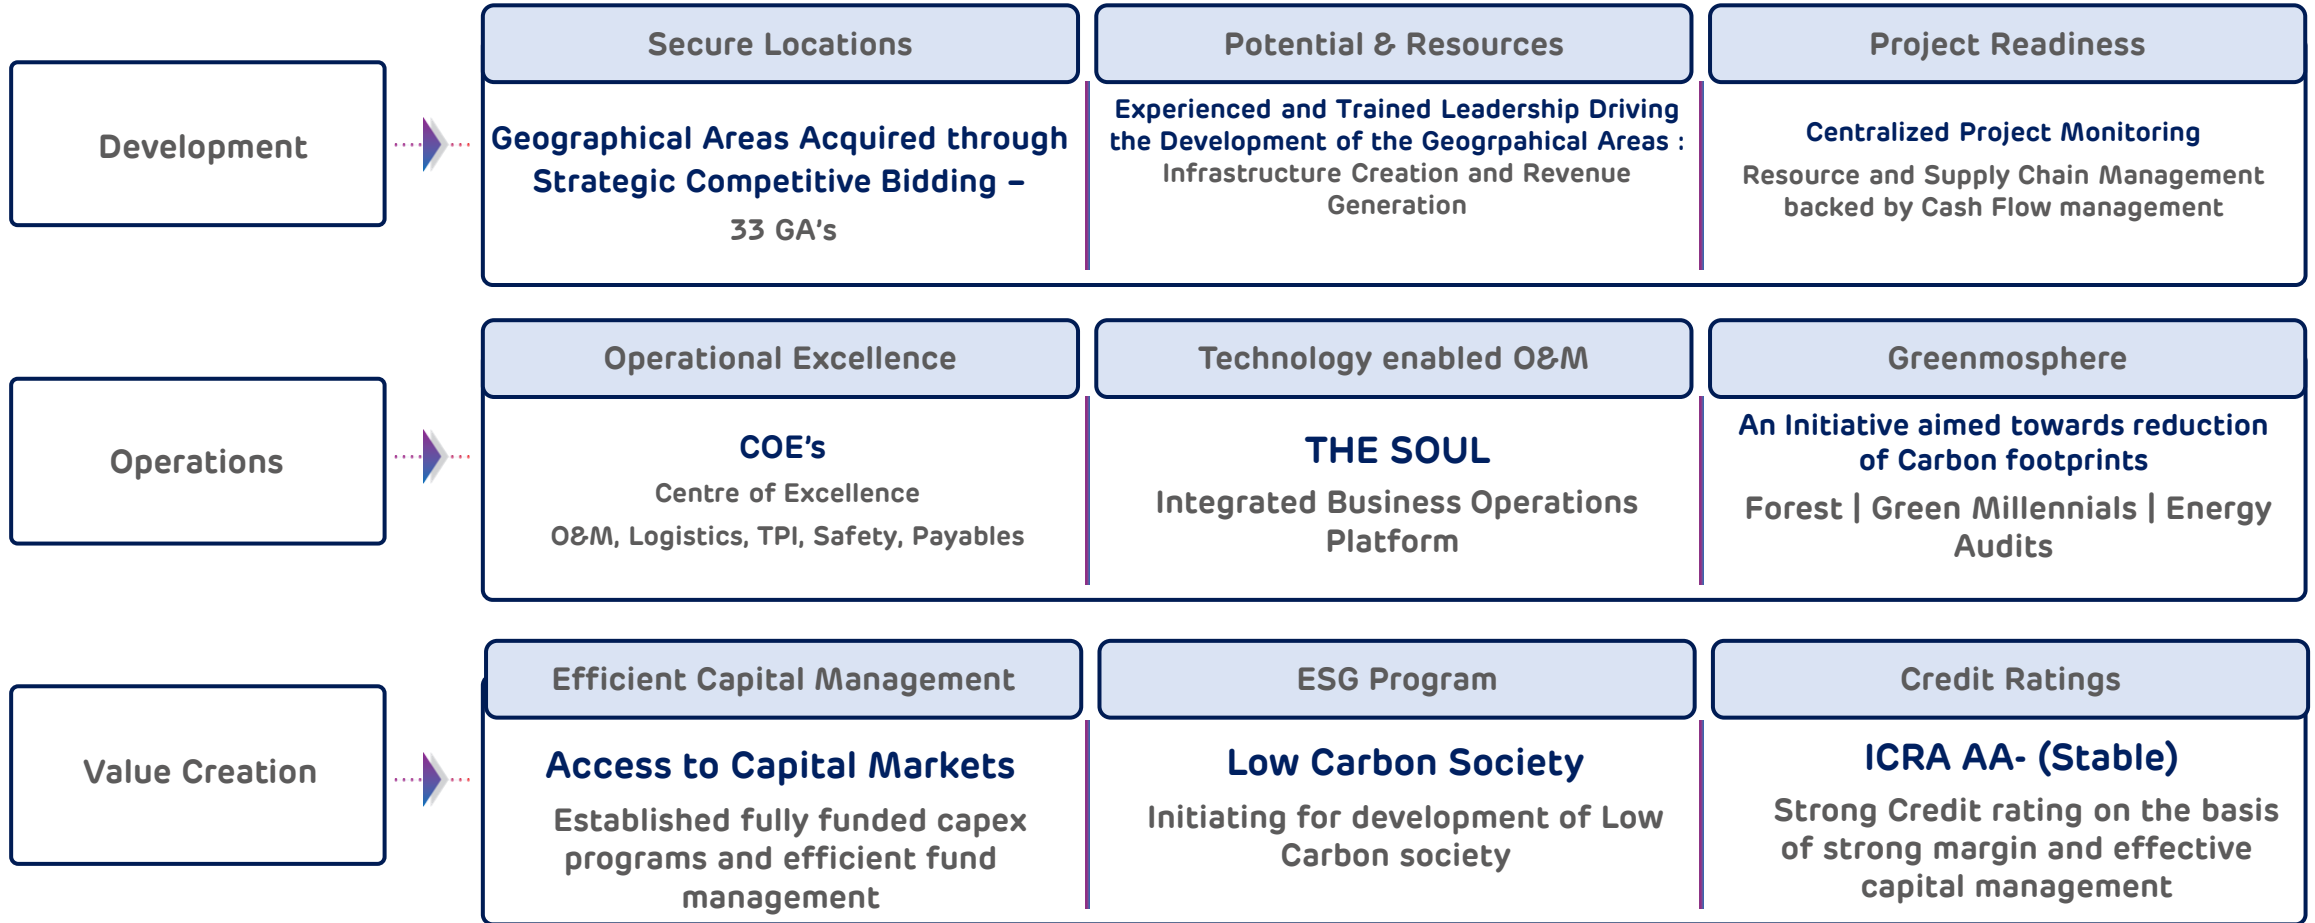 Development
Secure Locations
Geographical Areas Acquired through
Strategic Competitive Bidding –
33 GA's
Potential & Resources
Experienced and Trained Leadership Driving
the Development of the Geogrpahical Areas :
Infrastructure Creation and Revenue
Generation
Project Readiness
Centralized Project Monitoring
Resource and Supply Chain Management
backed by Cash Flow management
Operations
Operational Excellence
COE's
Centre of Excellence
O&M, Logistics, TPI, Safety, Payables
Technology enabled O&M
THE SOUL
Integrated Business Operations
Platform
Greenmosphere
An Initiative aimed towards reduction
of Carbon footprints
Forest | Green Millennials | Energy
Audits
Value Creation
Efficient Capital Management
Access to Capital Markets
Established fully funded capex
programs and efficient fund
management
ESG Program
Low Carbon Society
Initiating for development of Low
Carbon society
Credit Ratings
ICRA AA- (Stable)
Strong Credit rating on the basis
of strong margin and effective
capital management